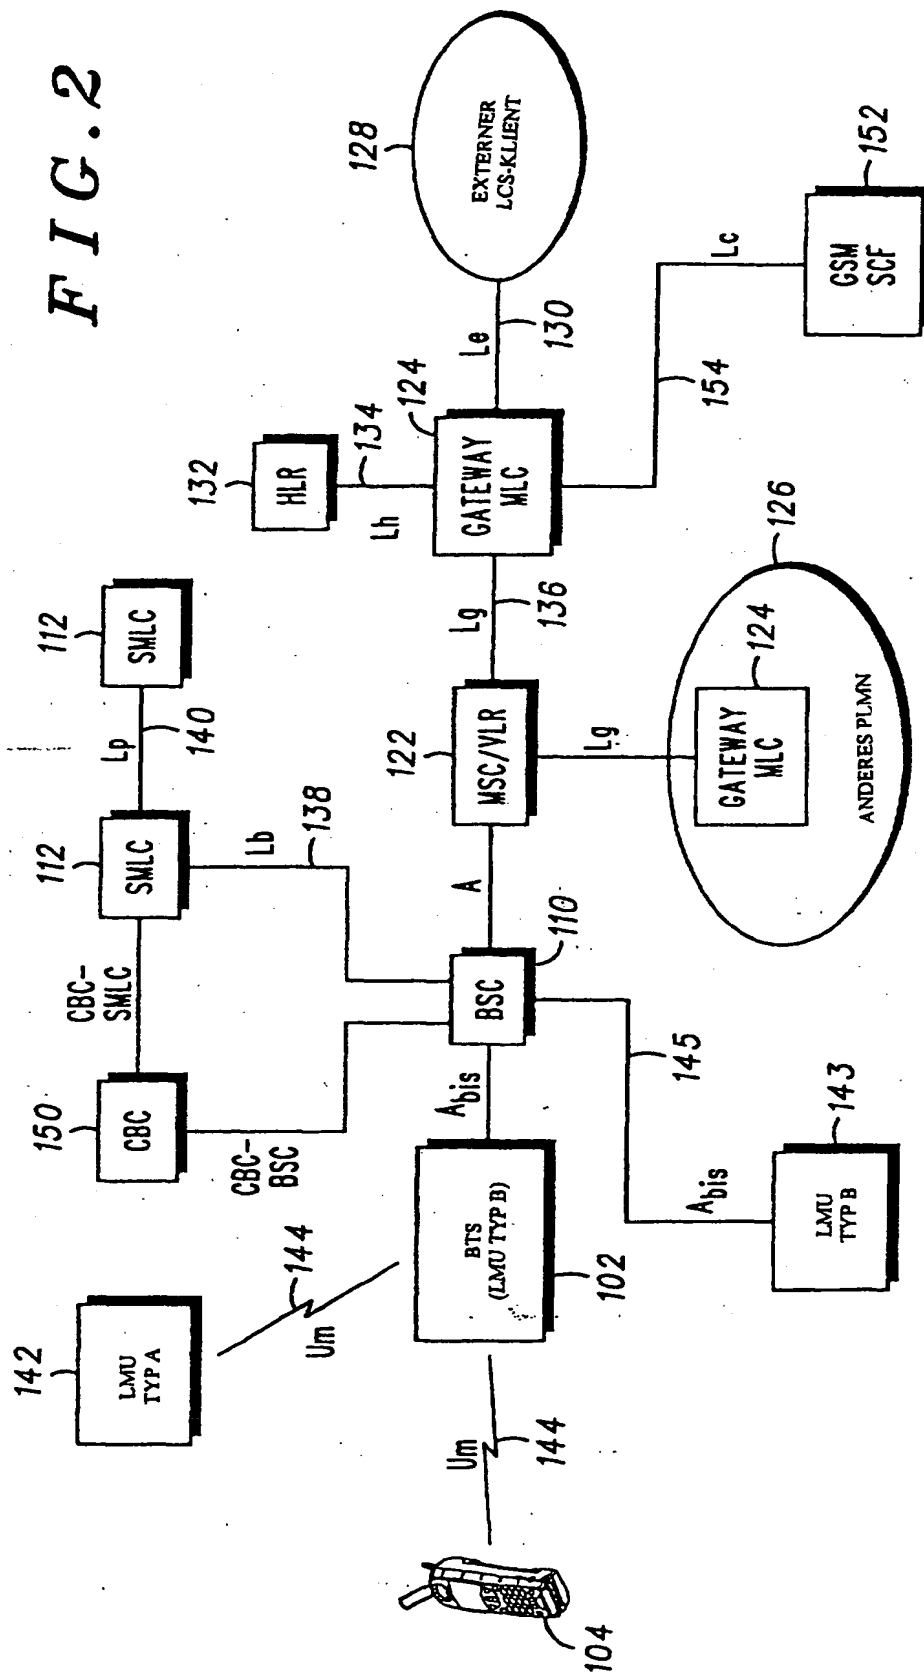 FIG.2
142
LMU
TYP A
144
Um
150
CBC
CBC-
SMLC
CBC-
BSC
112
SMLC
Lb
138
Lp
140
112
SMLC
132
HLR
Lh
134
128
EXTERNER
LCS-KLIENT
104
Um
144
BTS
(LMU TYP B)
102
Abis
BSC
110
A
122
MSC/VLR
Lg
136
GATEWAY
MLC
124
Le
130
145
Abis
LMU
TYP B
143
Lg
GATEWAY
MLC
124
ANDERES PLMN
126
154
Lc
GSM
SCF
152